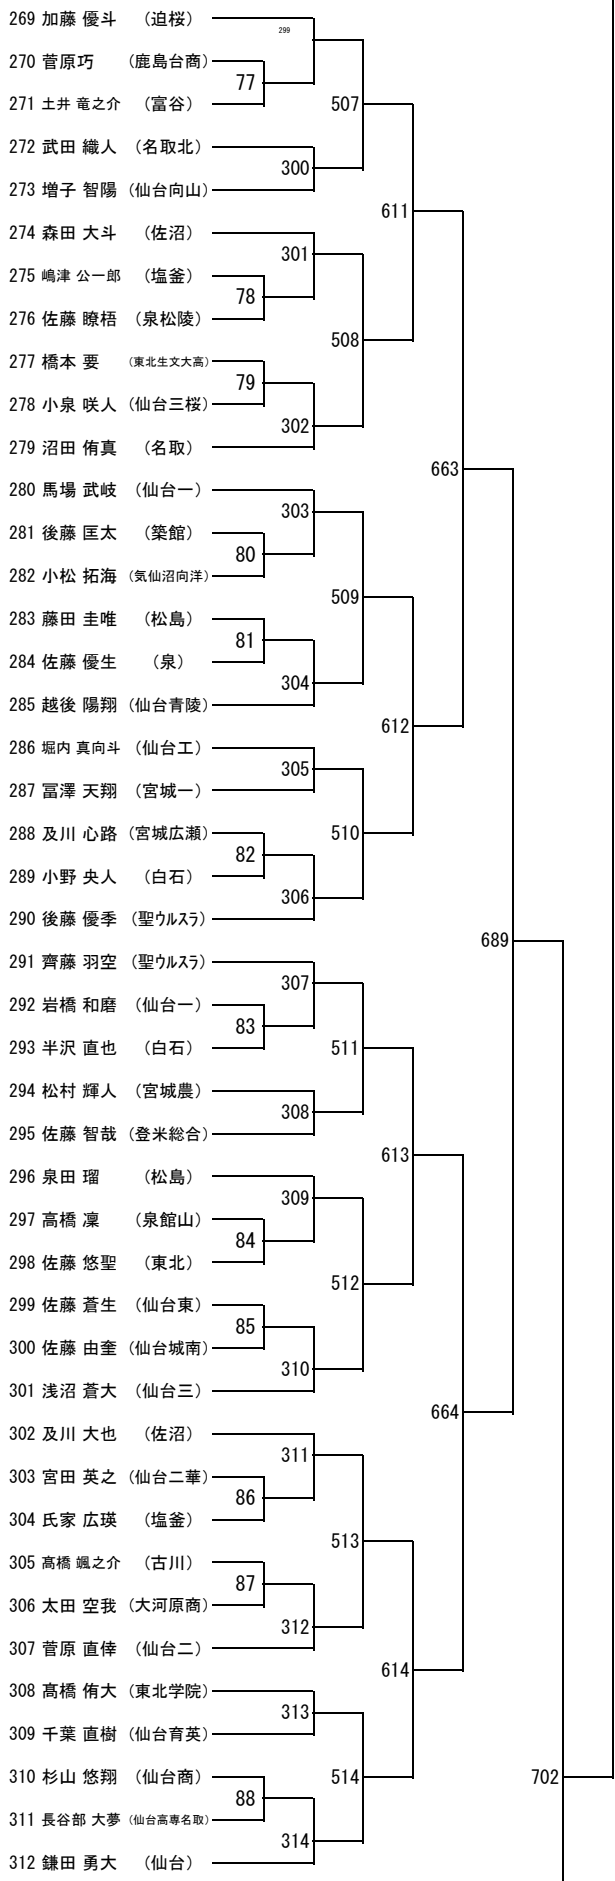 269 加藤 優斗 （迫桜）
299
270 菅原巧 （鹿島台商）
77
271 土井 竜之介 （富谷）
507
272 武田 織人 （名取北）
300
273 増子 智陽 （仙台向山）
611
274 森田 大斗 （佐沼）
301
275 嶋津 公一郎 （塩釜）
78
276 佐藤 瞭梧 （泉松陵）
508
277 橋本 要 （東北生文大高）
79
278 小泉 咲人 （仙台三桜）
302
279 沼田 侑真 （名取）
663
280 馬場 武岐 （仙台一）
303
281 後藤 匡太 （築館）
80
282 小松 拓海 （気仙沼向洋）
509
283 藤田 圭唯 （松島）
81
284 佐藤 優生 （泉）
304
285 越後 陽翔 （仙台青陵）
612
286 堀内 真向斗 （仙台工）
305
287 冨澤 天翔 （宮城一）
510
288 及川 心路 （宮城広瀬）
82
289 小野 央人 （白石）
306
290 後藤 優季 （聖ウルスラ）
689
291 齊藤 羽空 （聖ウルスラ）
307
292 岩橋 和磨 （仙台一）
83
293 半沢 直也 （白石）
511
294 松村 輝人 （宮城農）
308
295 佐藤 智哉 （登米総合）
613
296 泉田 瑠 （松島）
309
297 高橋 凜 （泉館山）
84
298 佐藤 悠聖 （東北）
512
299 佐藤 蒼生 （仙台東）
85
300 佐藤 由奎 （仙台城南）
310
301 浅沼 蒼大 （仙台三）
664
302 及川 大也 （佐沼）
311
303 宮田 英之 （仙台二華）
86
304 氏家 広瑛 （塩釜）
513
305 髙橋 颯之介 （古川）
87
306 太田 空我 （大河原商）
312
307 菅原 直倖 （仙台二）
614
308 髙橋 侑大 （東北学院）
313
309 千葉 直樹 （仙台育英）
310 杉山 悠翔 （仙台商）
514
702
88
311 長谷部 大夢 （仙台高専名取）
314
312 鎌田 勇大 （仙台）